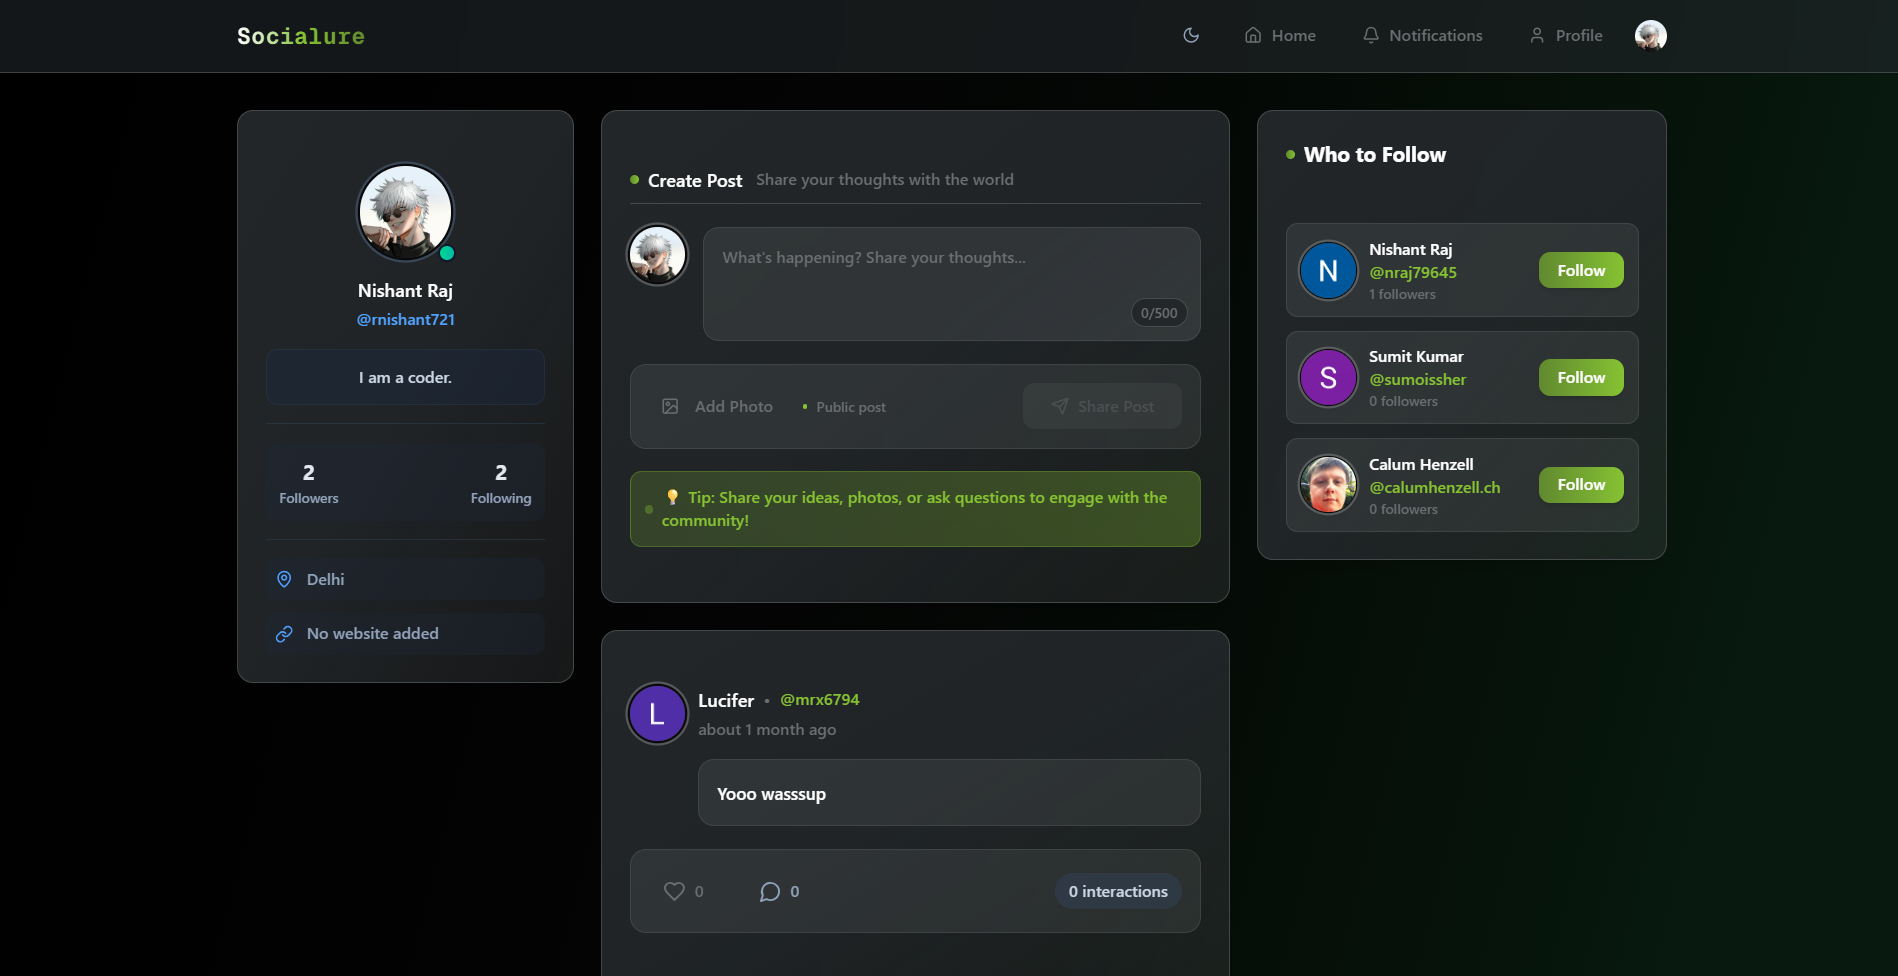 Socialure
Home
Notifications
Profile
Nishant Raj
@rnishant721
I am a coder.
2
Followers
2
Following
Delhi
No website added
Create Post
Share your thoughts with the world
What's happening? Share your thoughts...
0/500
Add Photo
Public post
Share Post
💡 Tip: Share your ideas, photos, or ask questions to engage with the
community!
L
Lucifer • @mrx6794
about 1 month ago
Yooo wasssup
0
0
0 interactions
Who to Follow
N
Nishant Raj
@nraj79645
1 followers
Follow
S
Sumit Kumar
@sumoissher
0 followers
Follow
Calum Henzell
@calumhenzell.ch
0 followers
Follow